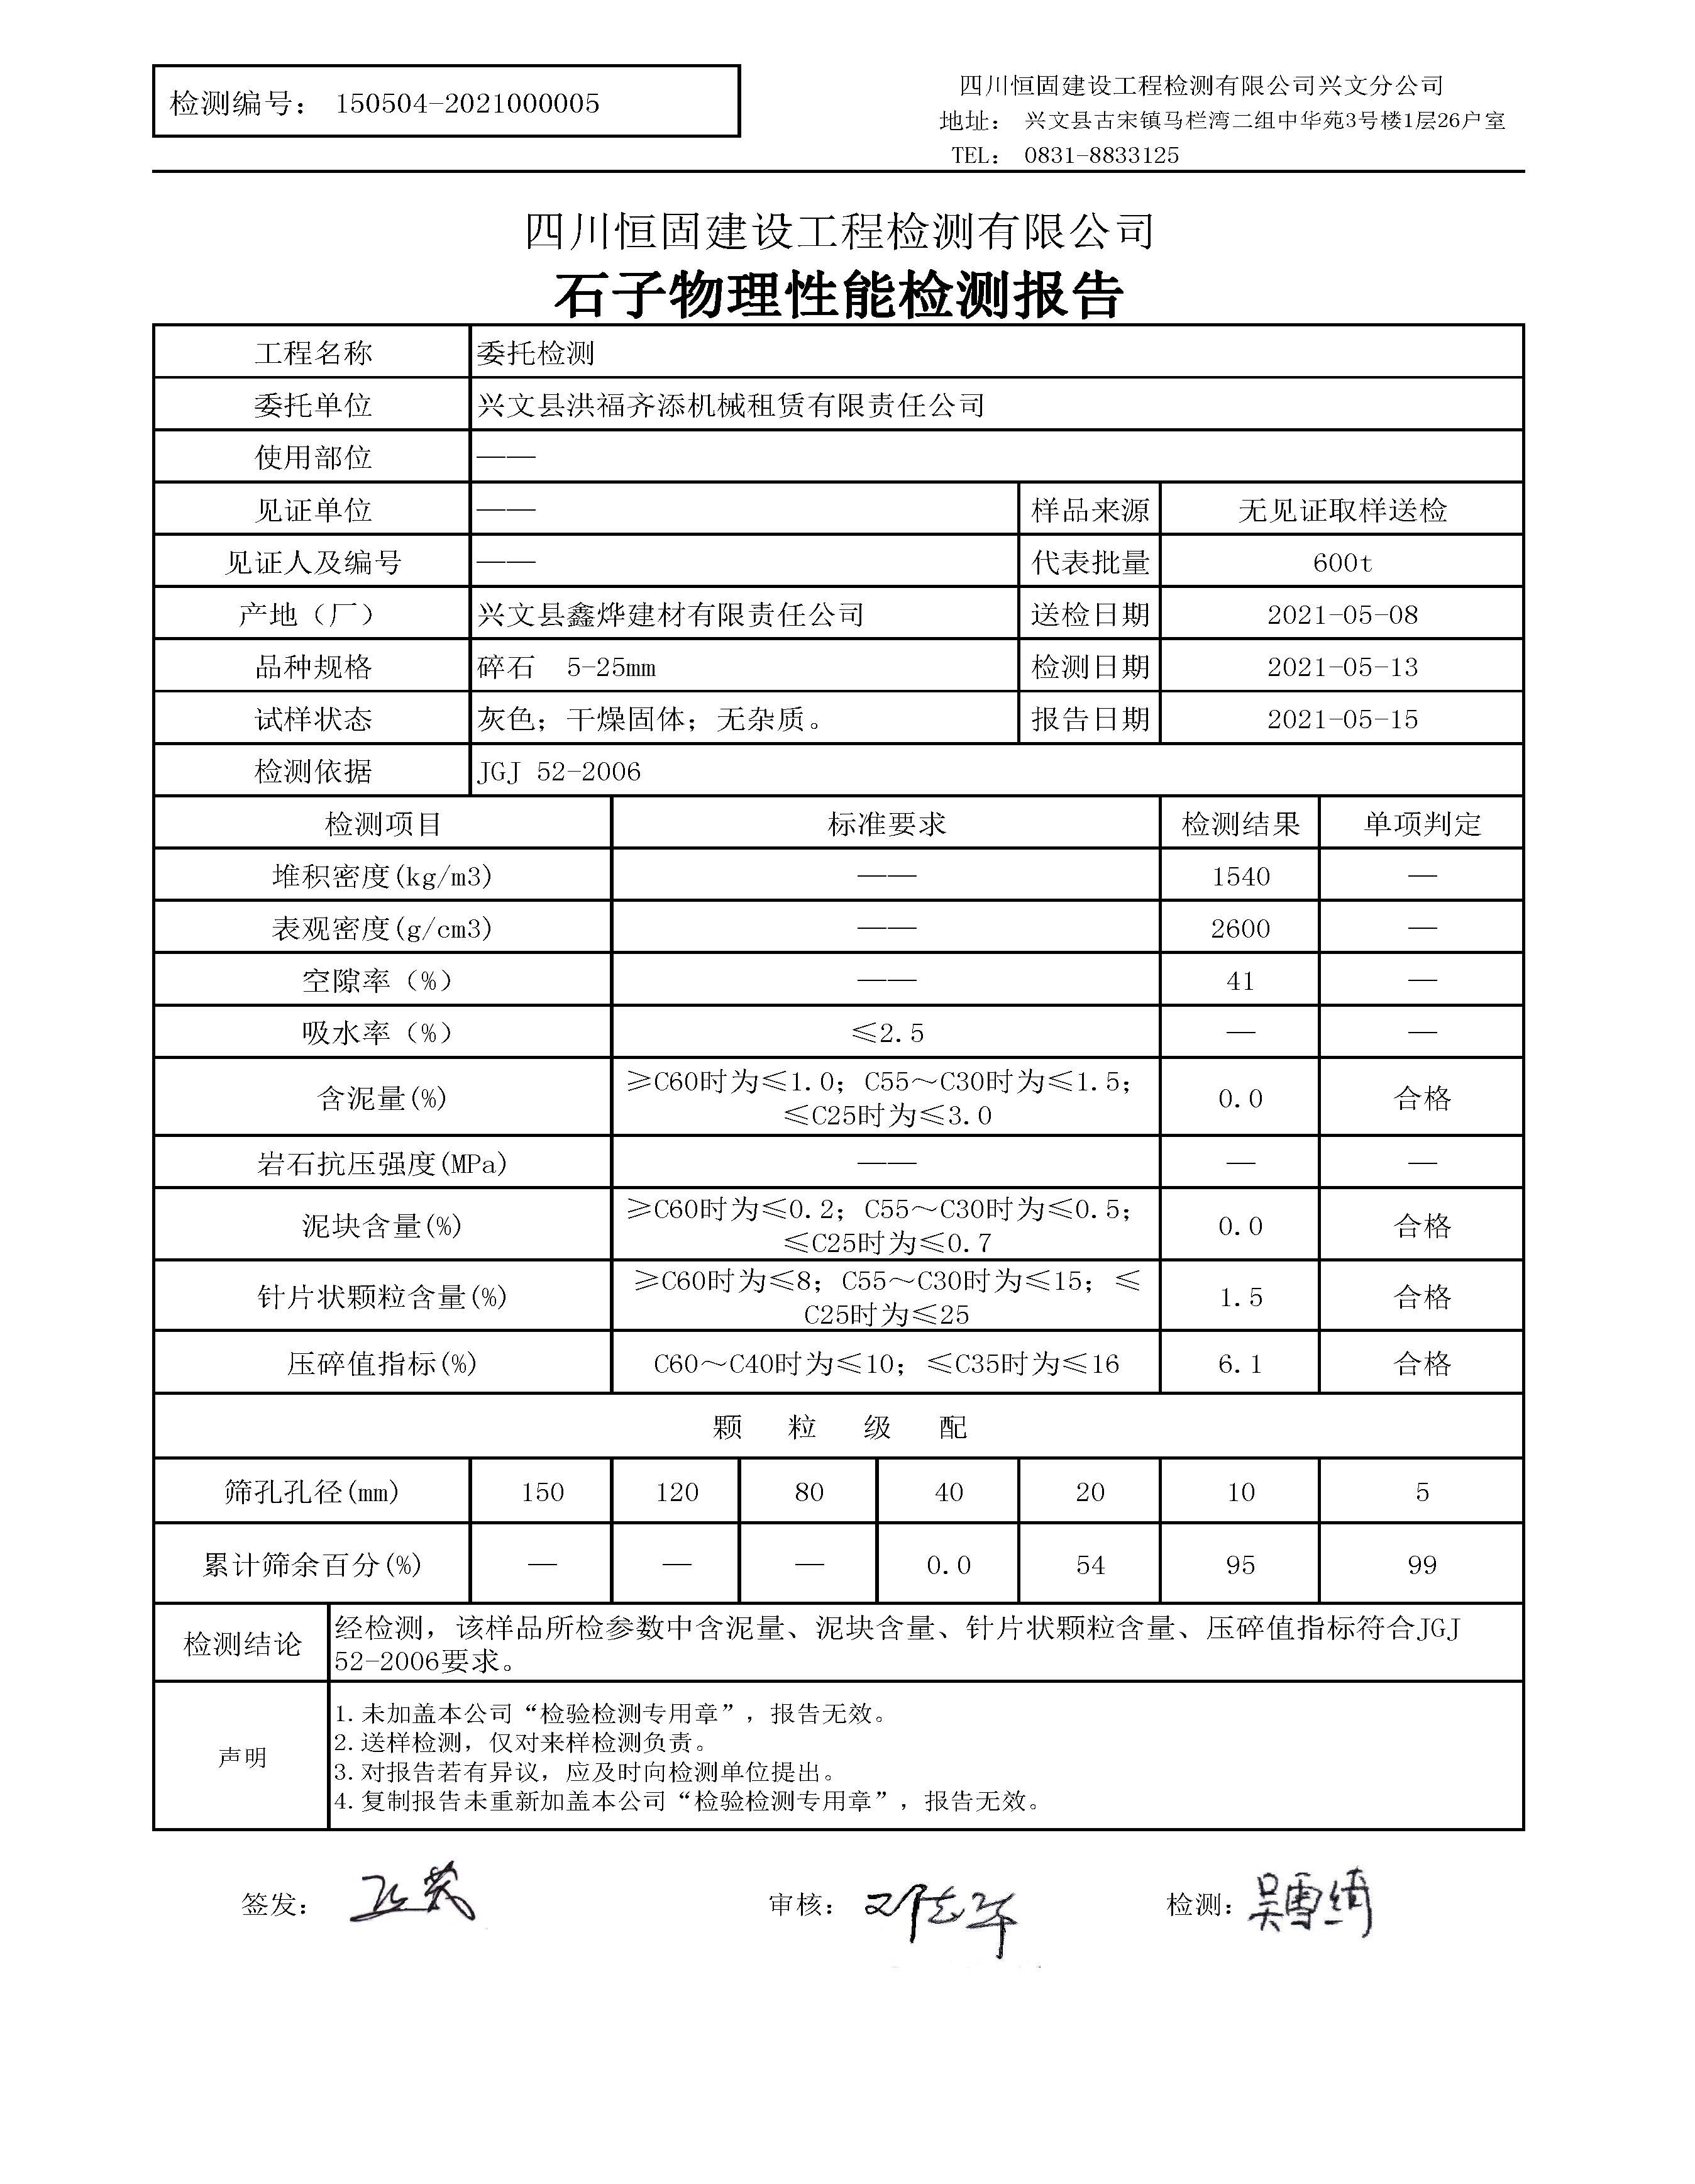 检测编号： 150504-2021000005
四川恒固建设工程检测有限公司兴文分公司
地址： 兴文县古宋镇马栏湾二组中华苑3号楼1层26户室
TEL： 0831-8833125
四川恒固建设工程检测有限公司
石子物理性能检测报告
工程名称 委托检测
委托单位 兴文县洪福齐添机械租赁有限责任公司
使用部位 ——
见证单位 —— 样品来源 无见证取样送检
见证人及编号 —— 代表批量 600t
产地（厂） 兴文县鑫烨建材有限责任公司 送检日期 2021-05-08
品种规格 碎石 5-25mm 检测日期 2021-05-13
试样状态 灰色；干燥固体；无杂质。 报告日期 2021-05-15
检测依据 JGJ 52-2006
检测项目 标准要求 检测结果 单项判定
堆积密度(kg/m3) —— 1540 —
表观密度(g/cm3) —— 2600 —
空隙率（%） —— 41 —
吸水率（%） ≤2.5 — —
含泥量(%) ≥C60时为≤1.0；C55～C30时为≤1.5； 0.0 合格
≤C25时为≤3.0
岩石抗压强度(MPa) —— — —
泥块含量(%) ≥C60时为≤0.2；C55～C30时为≤0.5； 0.0 合格
≤C25时为≤0.7
针片状颗粒含量(%) ≥C60时为≤8；C55～C30时为≤15；≤ 1.5 合格
C25时为≤25
压碎值指标(%) C60～C40时为≤10；≤C35时为≤16 6.1 合格
颗 粒 级 配
筛孔孔径(mm) 150 120 80 40 20 10 5
累计筛余百分(%) — — — 0.0 54 95 99
检测结论 经检测，该样品所检参数中含泥量、泥块含量、针片状颗粒含量、压碎值指标符合JGJ
52-2006要求。
声明
1.未加盖本公司“检验检测专用章”，报告无效。
2.送样检测，仅对来样检测负责。
3.对报告若有异议，应及时向检测单位提出。
4.复制报告未重新加盖本公司“检验检测专用章”，报告无效。
签发： 审核： 检测：吴雪绮